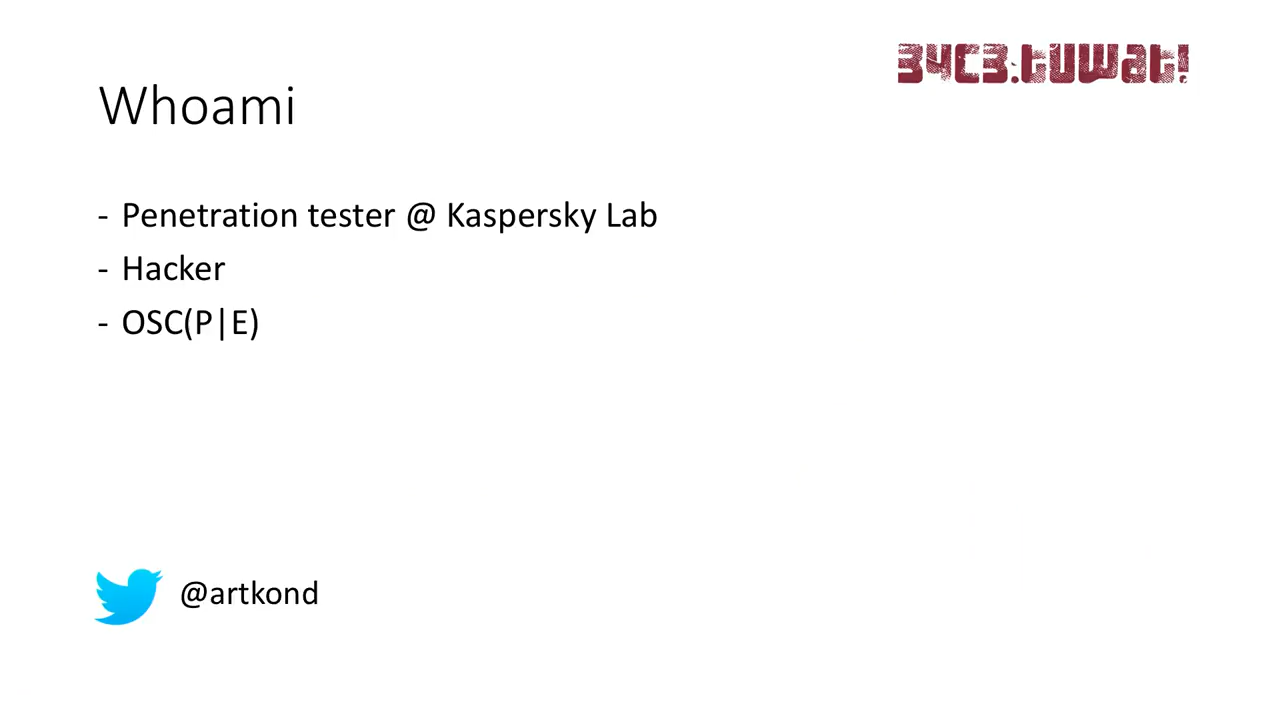 34C3.tuwat!
Whoami
- Penetration tester @ Kaspersky Lab
- Hacker
- OSC(P|E)
@artkond